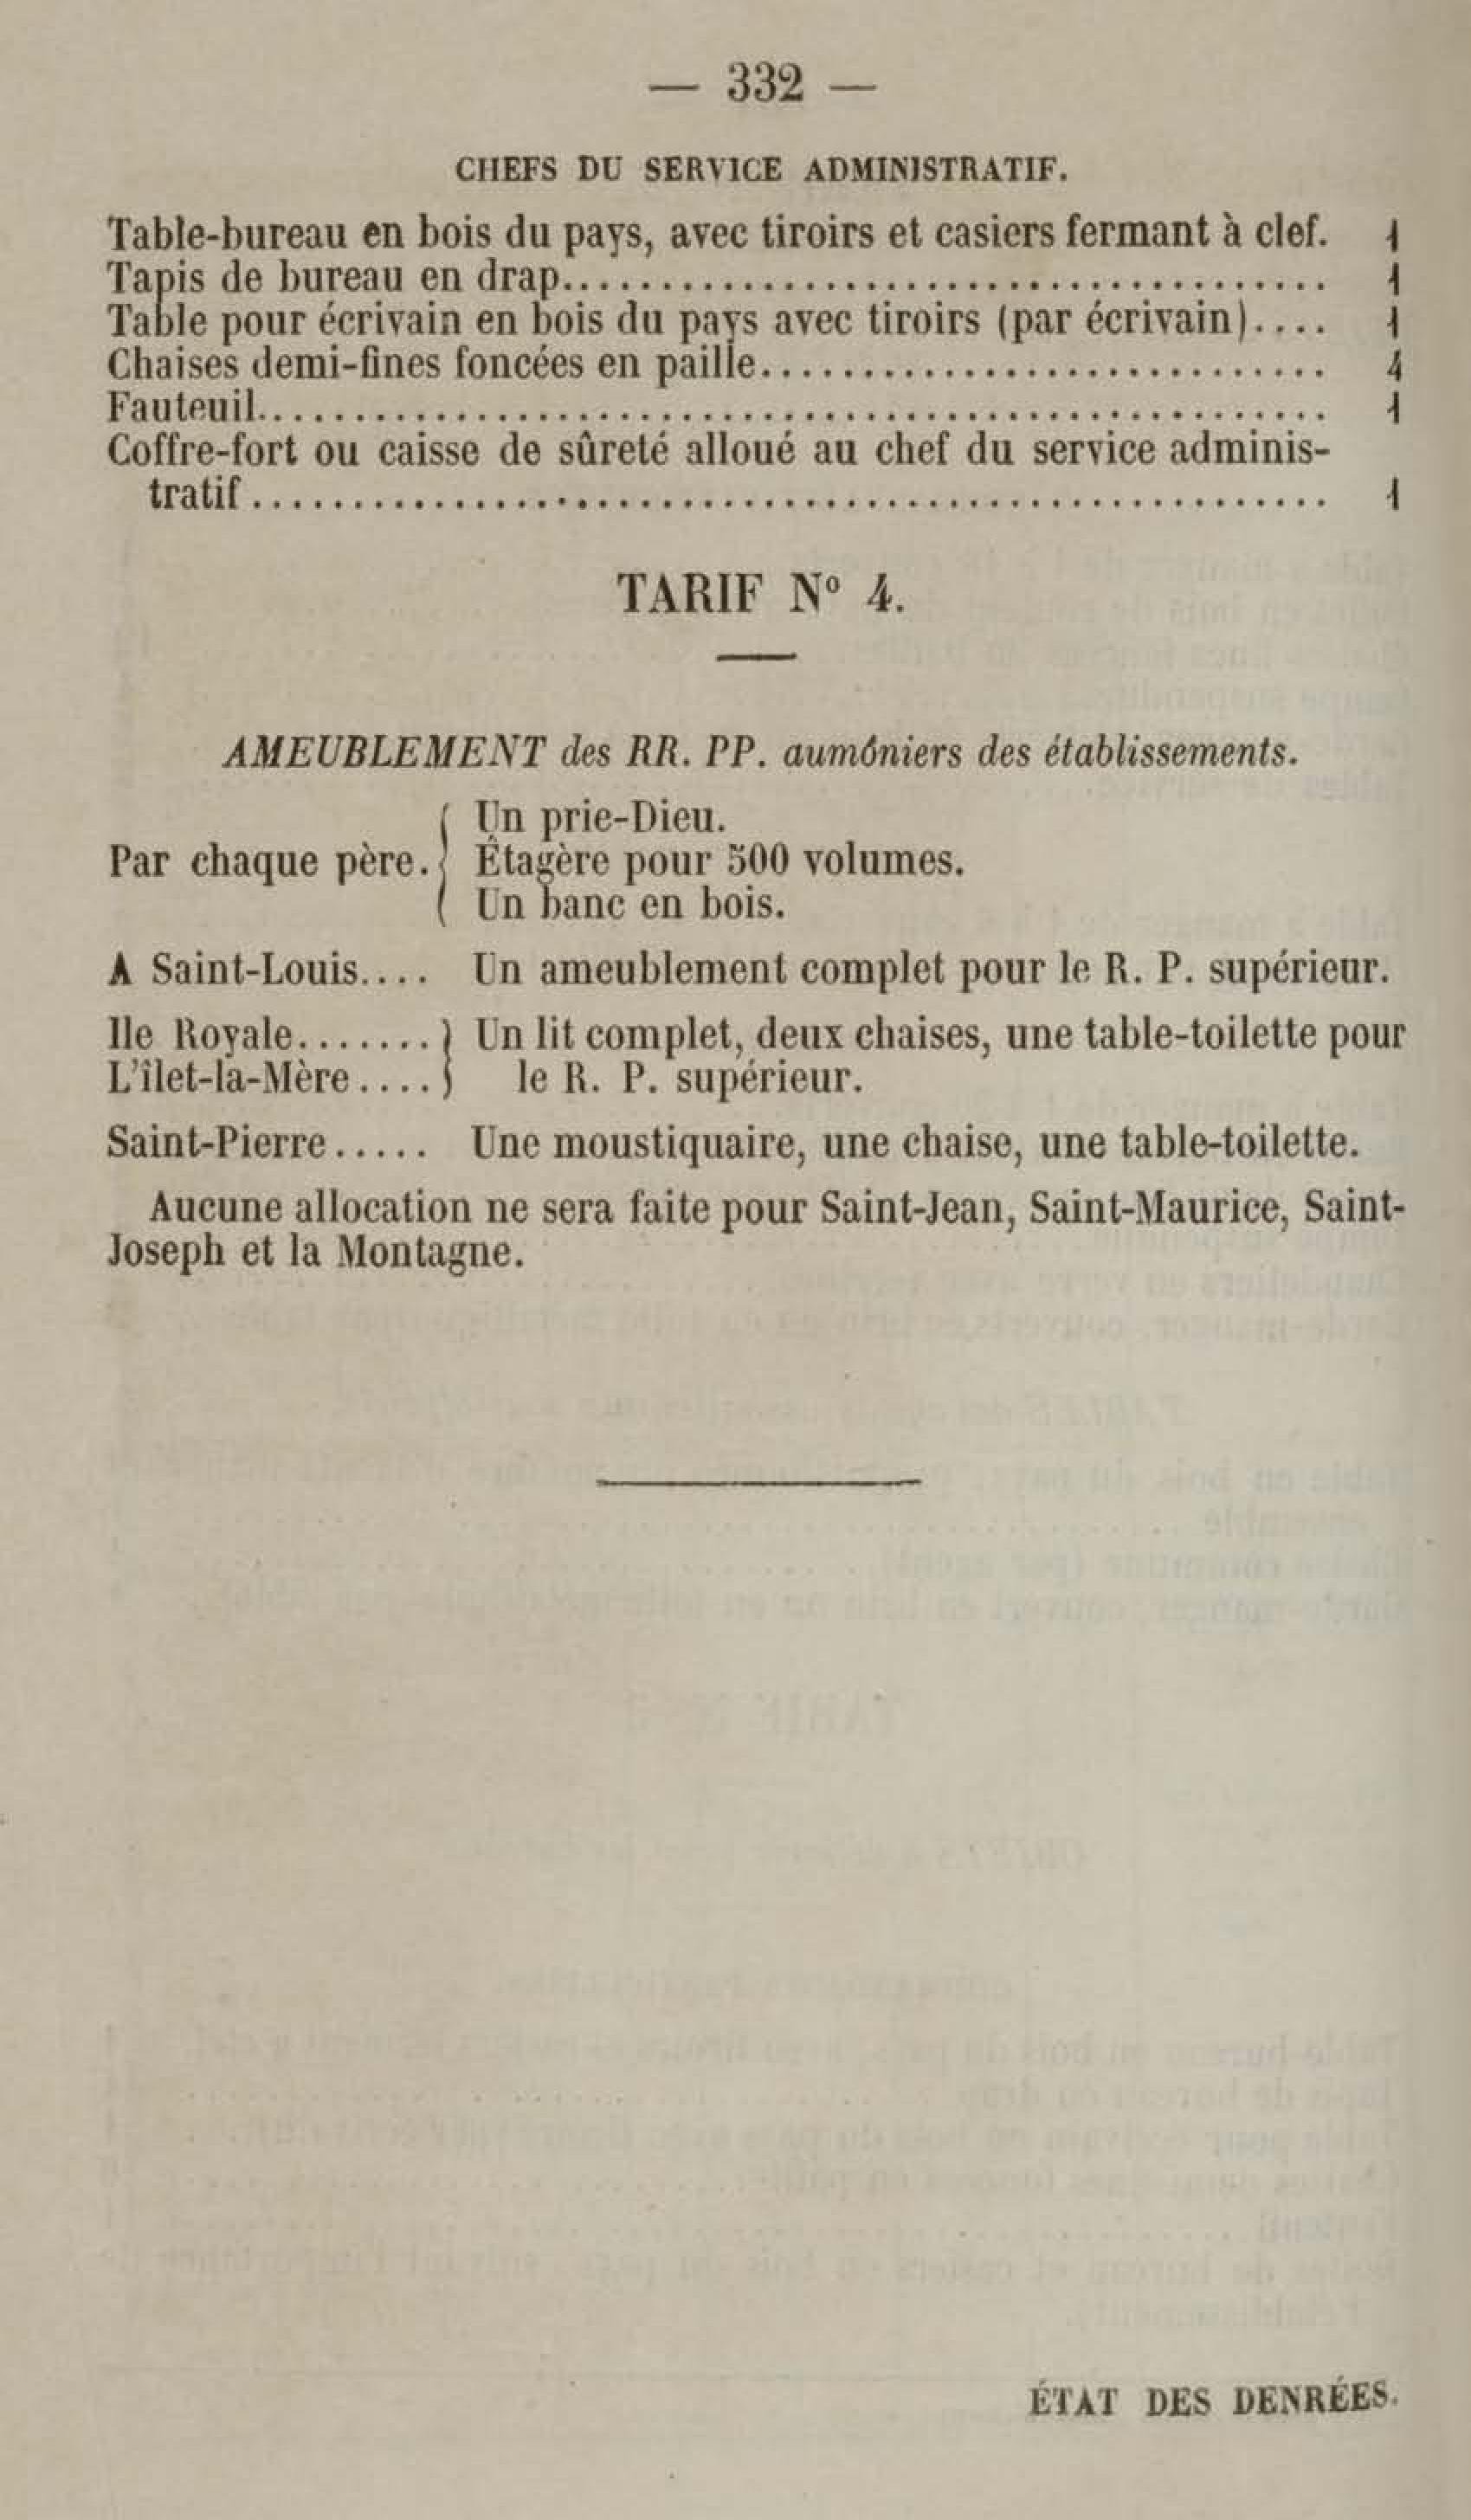 — 332 —
CHEFS DU SERVICE ADMINISTRATIF.
Table-bureau en bois du pays, avec tiroirs et casiers fermant à clef. 1
Tapis de bureau en drap........................................ 1
Table pour écrivain en bois du pays avec tiroirs (par écrivain).... 1
Chaises demi-fines foncées en paille............................. 4
Fauteuil...................................................... 1
Coffre-fort ou caisse de sûreté alloué au chef du service adminis-
tratif...................................................... 1
TARIF Nº 4.
AMEUBLEMENT des RR. PP. aumôniers des établissements.
Un prie-Dieu.
Par chaque père. Étagère pour 500 volumes.
Un banc en bois.
A Saint-Louis.... Un ameublement complet pour le R. P. supérieur.
Ile Royale....... Un lit complet, deux chaises, une table-toilette pour
L'îlet-la-Mère.... le R. P. supérieur.
Saint-Pierre..... Une moustiquaire, une chaise, une table-toilette.
Aucune allocation ne sera faite pour Saint-Jean, Saint-Maurice, Saint-
Joseph et la Montagne.
ÉTAT DES DENRÉES.